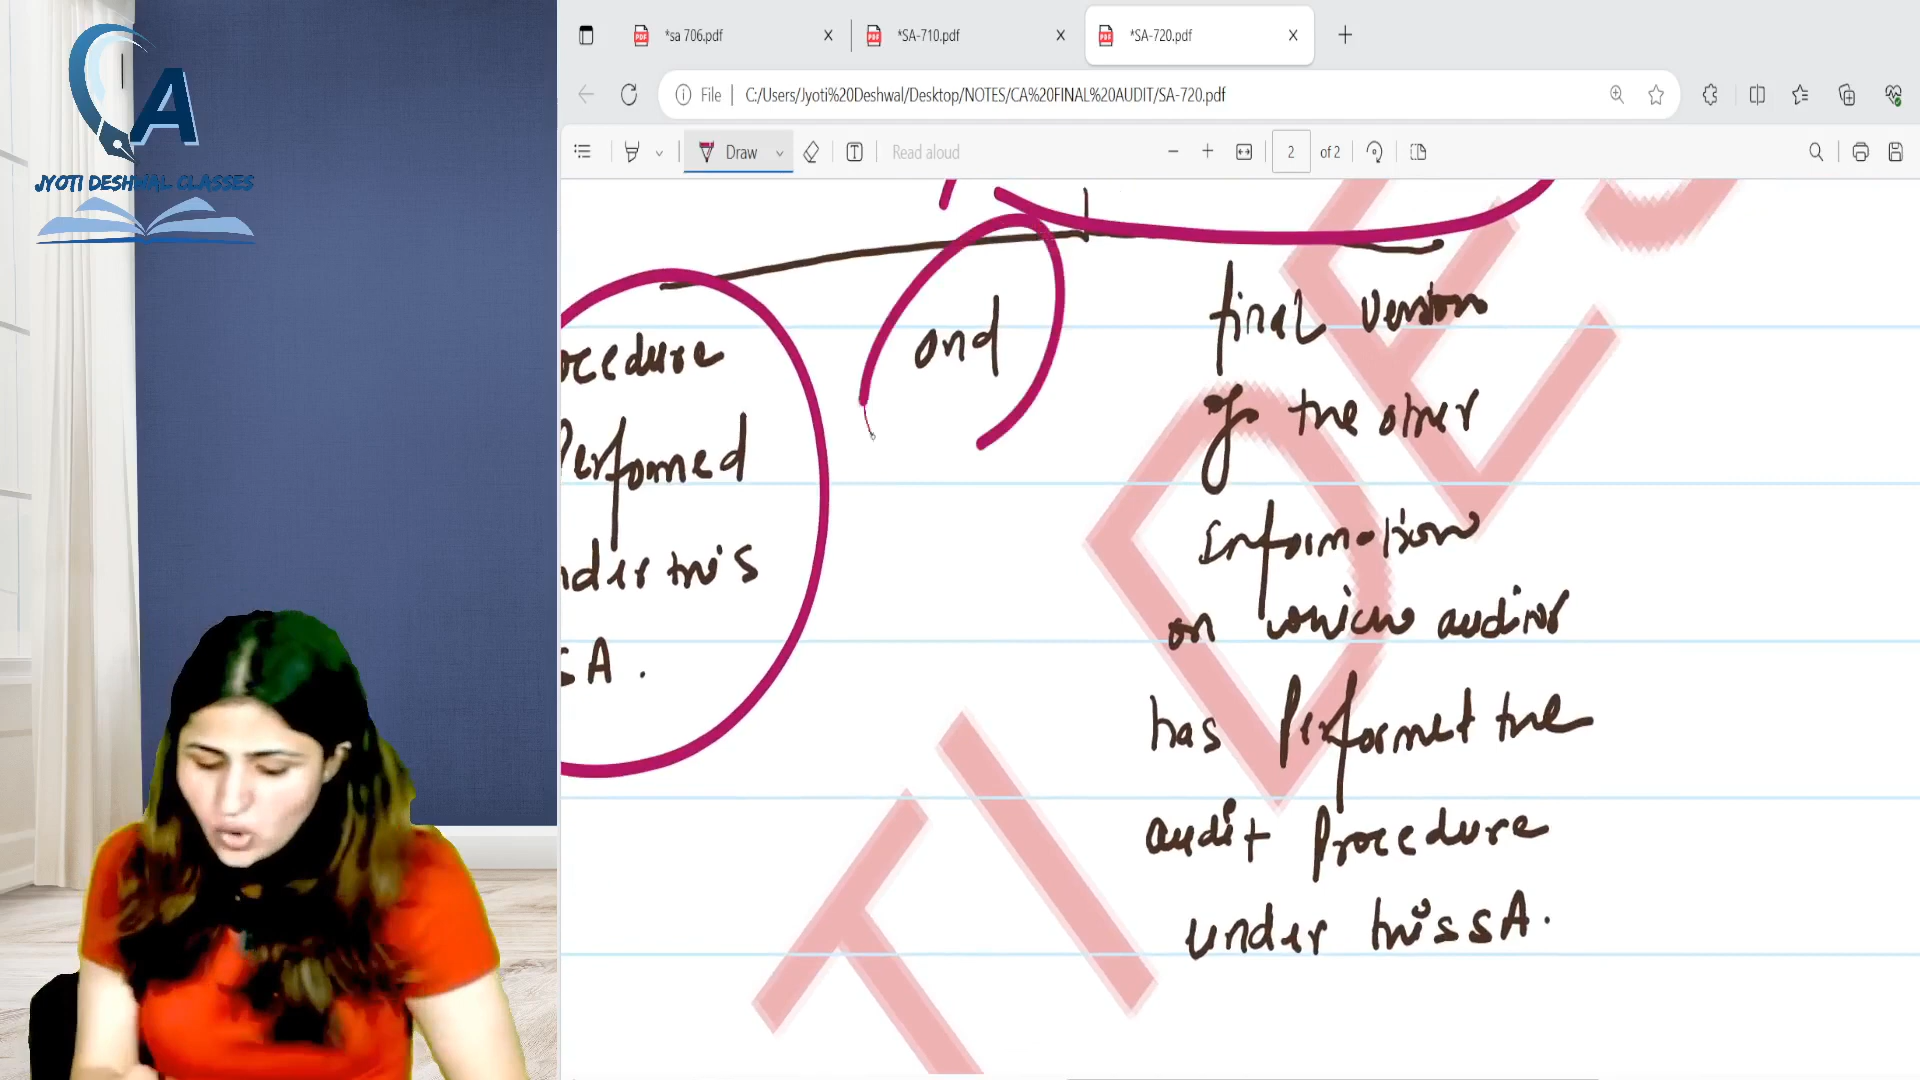 CA
JYOTI DESHWAL CLASSES
*sa 706.pdf
*SA-710.pdf
*SA-720.pdf
File
C:/Users/Jyoti%20Deshwal/Desktop/NOTES/CA%20FINAL%20AUDIT/SA-720.pdf
Draw
Read aloud
2 of 2
ocedure
Performed
nder this
SA.
and
final version
of the other
Information
on which auditor
has Performed the
audit Procedure
under this SA.